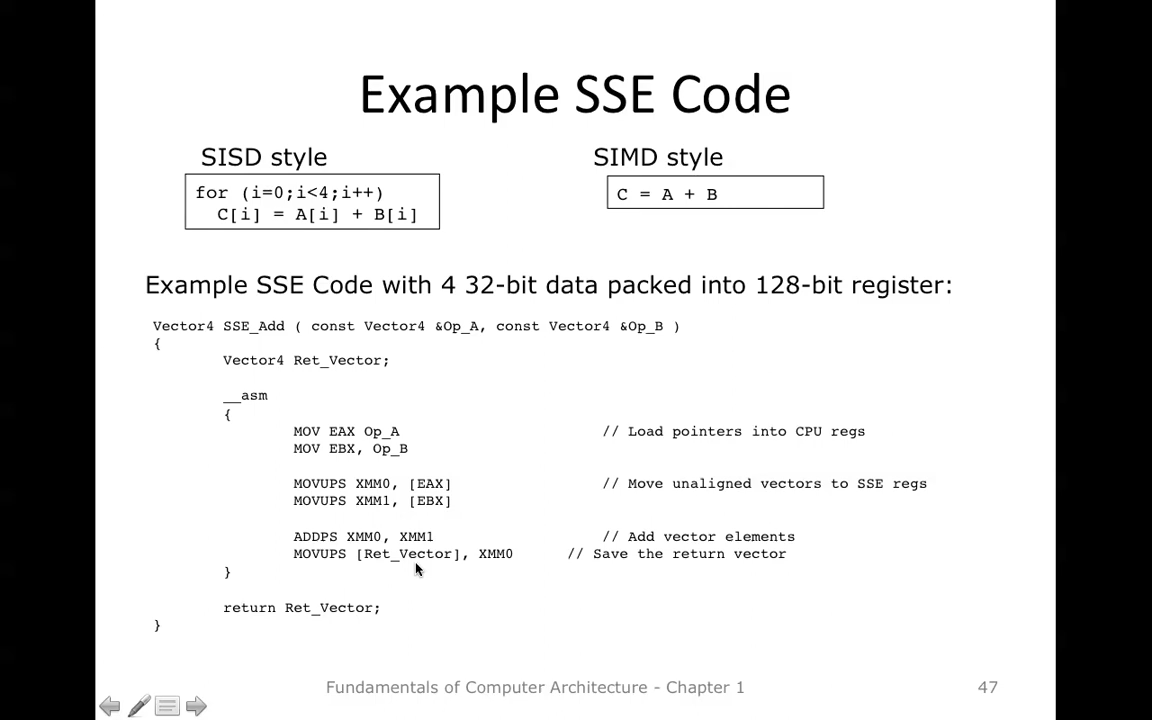 Example SSE Code
SISD style
for (i=0;i<4;i++)
C[i] = A[i] + B[i]
SIMD style
C = A + B
Example SSE Code with 4 32-bit data packed into 128-bit register:
Vector4 SSE_Add ( const Vector4 &Op_A, const Vector4 &Op_B )
{
Vector4 Ret_Vector;
__asm
{
MOV EAX Op_A // Load pointers into CPU regs
MOV EBX, Op_B
MOVUPS XMM0, [EAX] // Move unaligned vectors to SSE regs
MOVUPS XMM1, [EBX]
ADDPS XMM0, XMM1 // Add vector elements
MOVUPS [Ret_Vector], XMM0 // Save the return vector
}
return Ret_Vector;
}
Fundamentals of Computer Architecture - Chapter 1 47